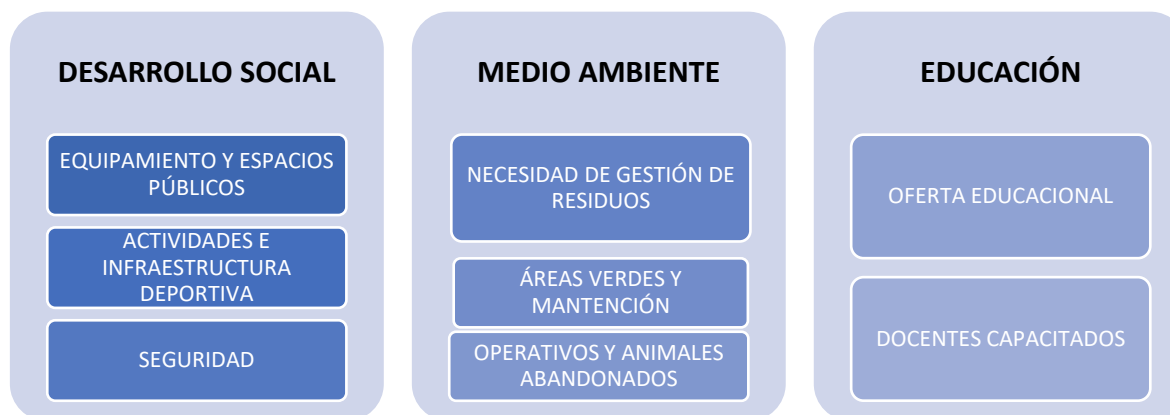 DESARROLLO SOCIAL
EQUIPAMIENTO Y ESPACIOS
PÚBLICOS
ACTIVIDADES E
INFRAESTRUCTURA
DEPORTIVA
SEGURIDAD
MEDIO AMBIENTE
NECESIDAD DE GESTIÓN DE
RESIDUOS
ÁREAS VERDES Y
MANTENCIÓN
OPERATIVOS Y ANIMALES
ABANDONADOS
EDUCACIÓN
OFERTA EDUCACIONAL
DOCENTES CAPACITADOS